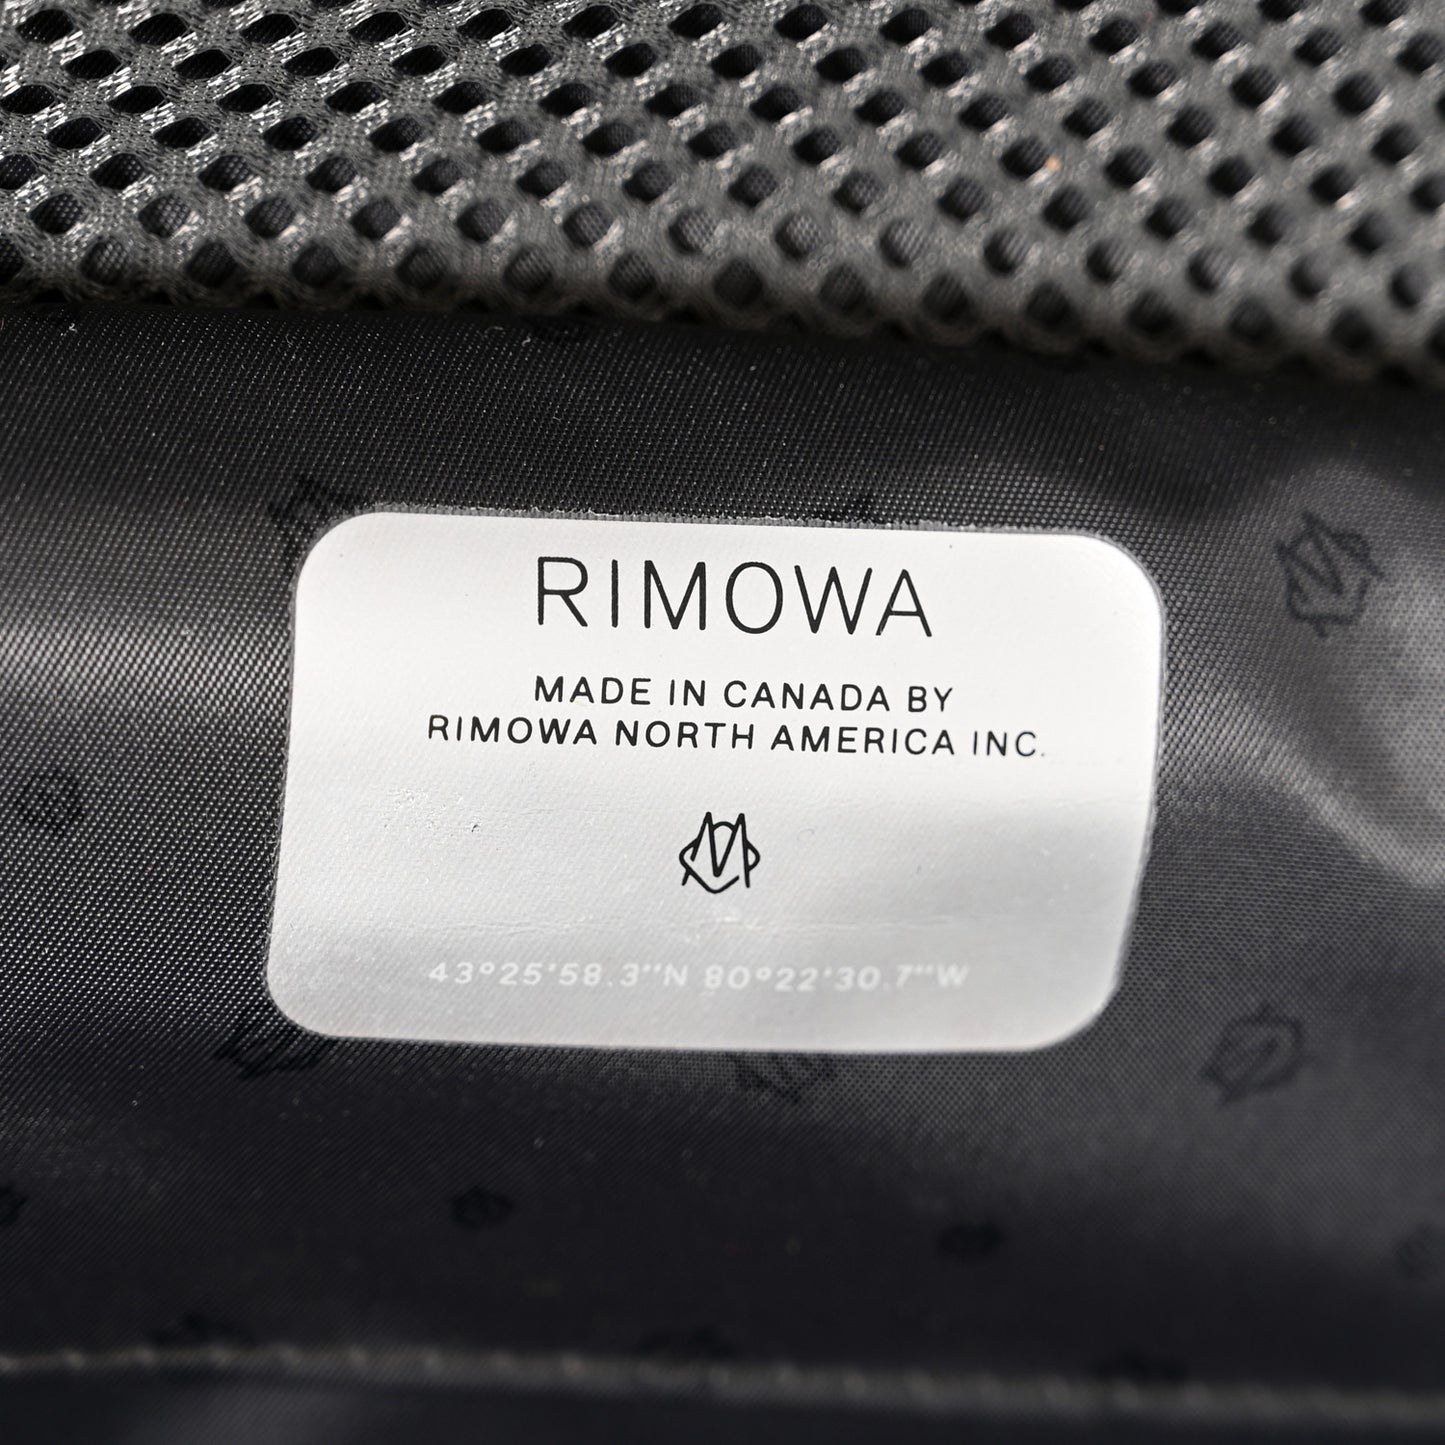 RIMOWA
MADE IN CANADA BY
RIMOWA NORTH AMERICA INC.
43°25'58.3"N 80°22'30.7"W